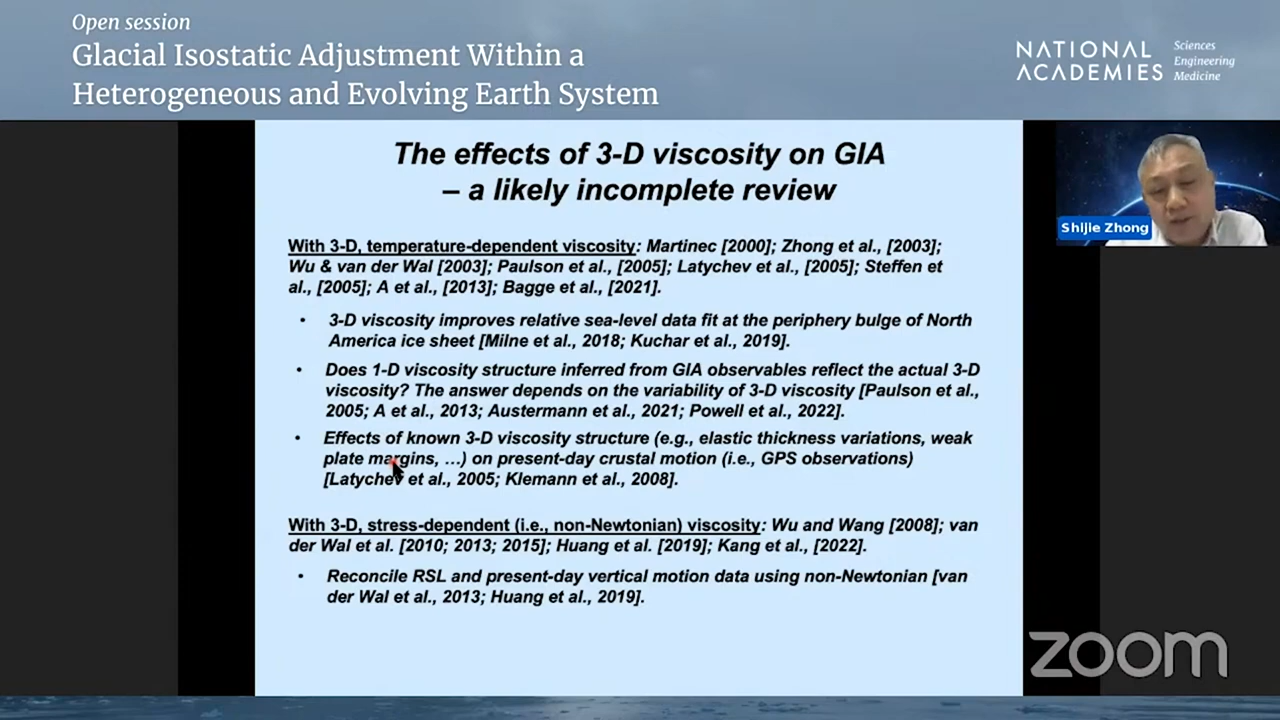 Open session
Glacial Isostatic Adjustment Within a
Heterogeneous and Evolving Earth System
NATIONAL
ACADEMIES
Sciences
Engineering
Medicine
The effects of 3-D viscosity on GIA
– a likely incomplete review
Shijie Zhong
With 3-D, temperature-dependent viscosity: Martinec [2000]; Zhong et al., [2003];
Wu & van der Wal [2003]; Paulson et al., [2005]; Latychev et al., [2005]; Steffen et
al., [2005]; A et al., [2013]; Bagge et al., [2021].
• 3-D viscosity improves relative sea-level data fit at the periphery bulge of North
America ice sheet [Milne et al., 2018; Kuchar et al., 2019].
• Does 1-D viscosity structure inferred from GIA observables reflect the actual 3-D
viscosity? The answer depends on the variability of 3-D viscosity [Paulson et al.,
2005; A et al., 2013; Austermann et al., 2021; Powell et al., 2022].
• Effects of known 3-D viscosity structure (e.g., elastic thickness variations, weak
plate margins, …) on present-day crustal motion (i.e., GPS observations)
[Latychev et al., 2005; Klemann et al., 2008].
With 3-D, stress-dependent (i.e., non-Newtonian) viscosity: Wu and Wang [2008]; van
der Wal et al. [2010; 2013; 2015]; Huang et al. [2019]; Kang et al., [2022].
• Reconcile RSL and present-day vertical motion data using non-Newtonian [van
der Wal et al., 2013; Huang et al., 2019].
zoom